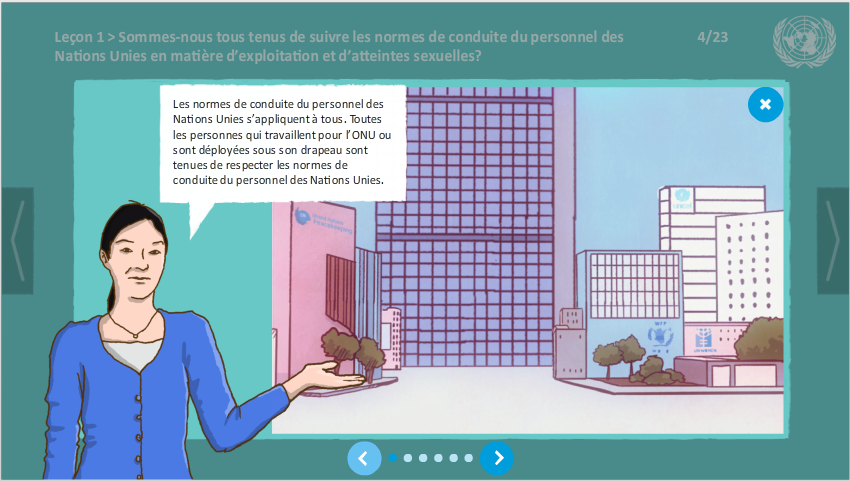 Leçon 1 > Sommes-nous tous tenus de suivre les normes de conduite du personnel des
Nations Unies en matière d’exploitation et d’atteintes sexuelles?
4/23
Les normes de conduite du personnel des
Nations Unies s’appliquent à tous. Toutes
les personnes qui travaillent pour l’ONU ou
sont déployées sous son drapeau sont
tenues de respecter les normes de
conduite du personnel des Nations Unies.
unicef
WFP